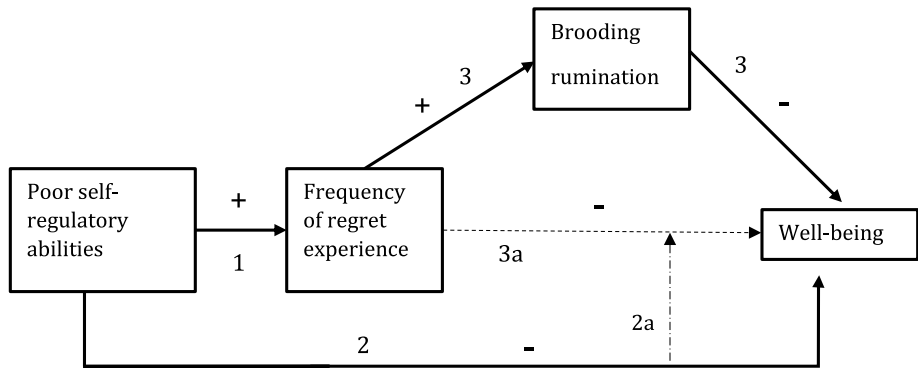 Brooding
rumination
3
3
+
-
Poor self-
regulatory
abilities
+
1
Frequency
of regret
experience
-
3a
Well-being
2a
2
-